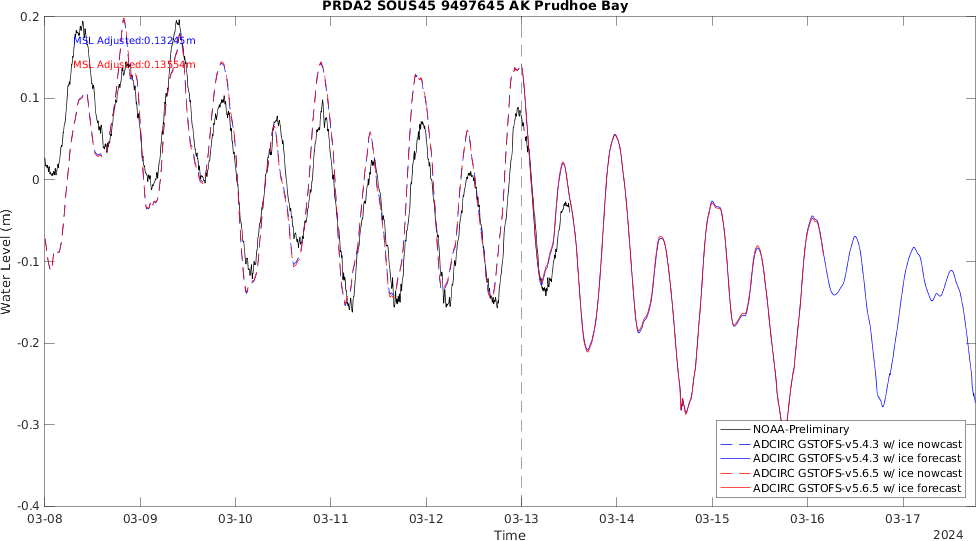 PRDA2 SOUS45 9497645 AK Prudhoe Bay
MSL Adjusted:0.13245m
MSL Adjusted:0.13554m
Water Level (m)
0.2
0.1
0
-0.1
-0.2
-0.3
-0.4
NOAA-Preliminary
ADCIRC GSTOFS-v5.4.3 w/ ice nowcast
ADCIRC GSTOFS-v5.4.3 w/ ice forecast
ADCIRC GSTOFS-v5.6.5 w/ ice nowcast
ADCIRC GSTOFS-v5.6.5 w/ ice forecast
03-08 03-09 03-10 03-11 03-12 03-13 03-14 03-15 03-16 03-17
Time
2024